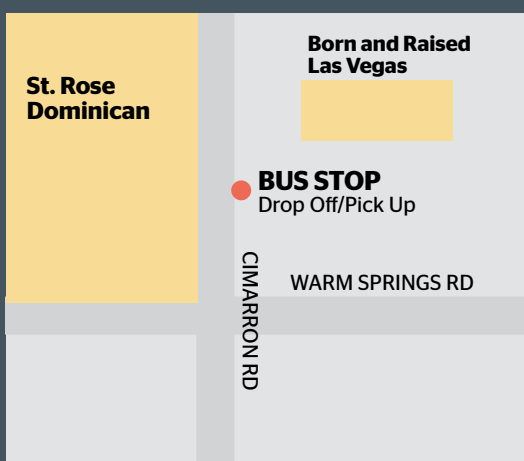 Born and Raised
Las Vegas
St. Rose
Dominican
BUS STOP
Drop Off/Pick Up
CIMARRON RD
WARM SPRINGS RD